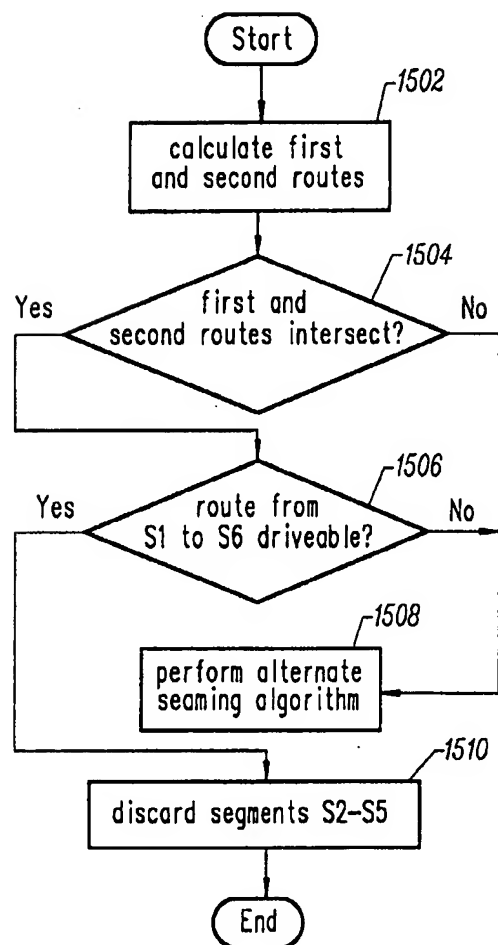 Start
1502
calculate first
and second routes
1504
Yes
first and
second routes intersect?
No
1506
Yes
route from
S1 to S6 driveable?
No
1508
perform alternate
seaming algorithm
1510
discard segments S2-S5
End